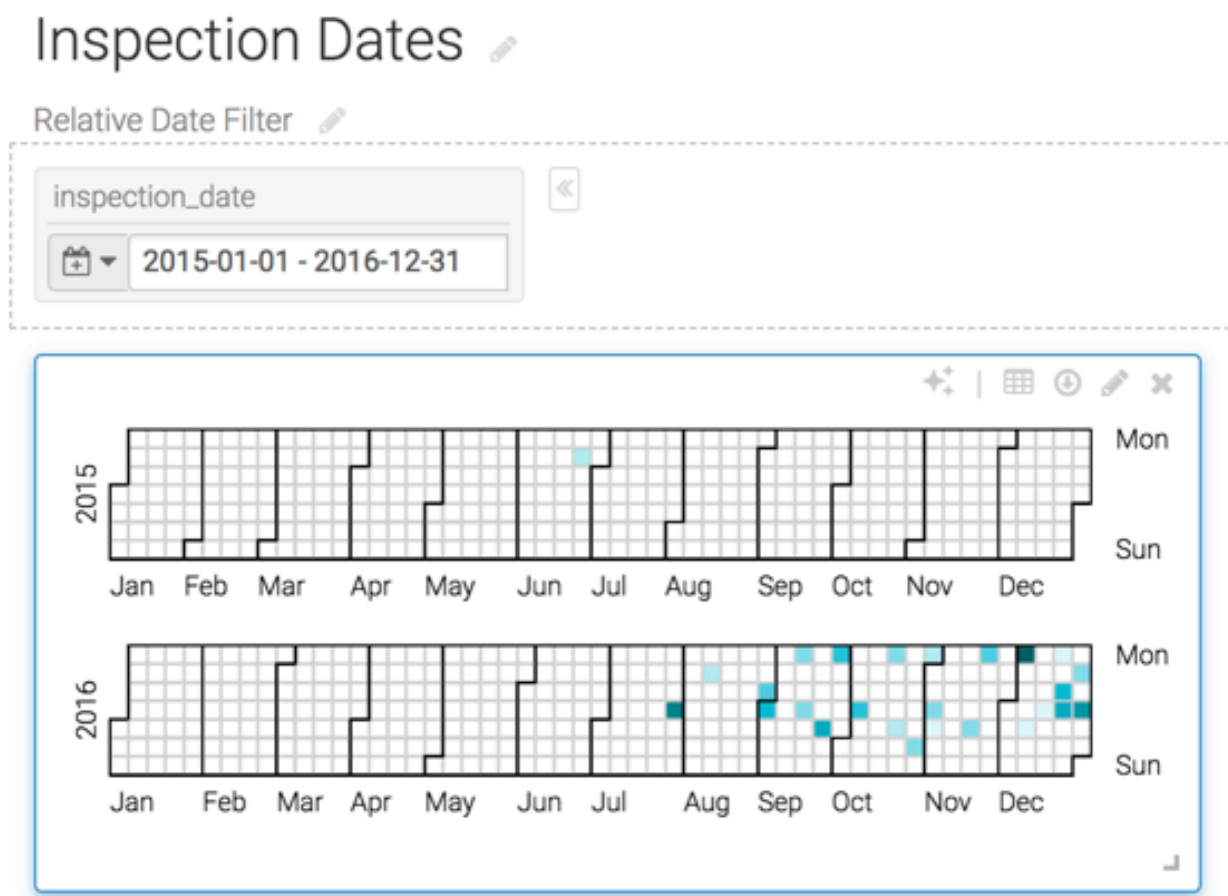 Inspection Dates
Relative Date Filter
inspection_date
2015-01-01 - 2016-12-31
2015
Mon
Sun
Jan Feb Mar Apr May Jun Jul Aug Sep Oct Nov Dec
2016
Mon
Sun
Jan Feb Mar Apr May Jun Jul Aug Sep Oct Nov Dec